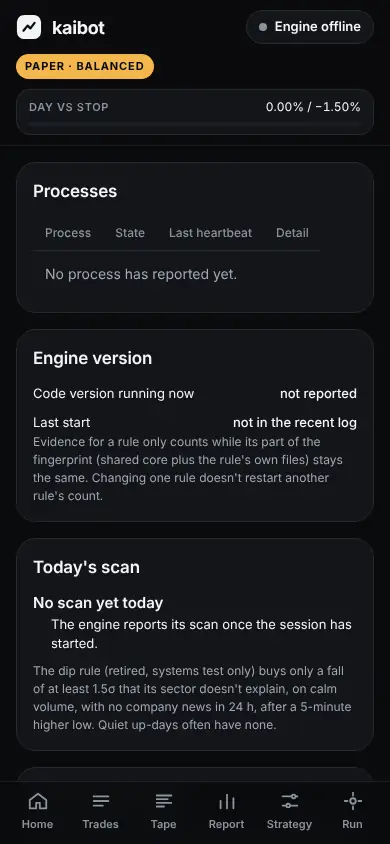 kaibot
Engine offline
PAPER · BALANCED
DAY VS STOP
0.00% / −1.50%
Processes
Process State Last heartbeat Detail
No process has reported yet.
Engine version
Code version running now not reported
Last start not in the recent log
Evidence for a rule only counts while its part of the
fingerprint (shared core plus the rule's own files) stays
the same. Changing one rule doesn't restart another
rule's count.
Today's scan
No scan yet today
The engine reports its scan once the session has
started.
The dip rule (retired, systems test only) buys only a fall
of at least 1.5σ that its sector doesn't explain, on calm
volume, with no company news in 24 h, after a 5-minute
higher low. Quiet up-days often have none.
Home Trades Tape Report Strategy Run